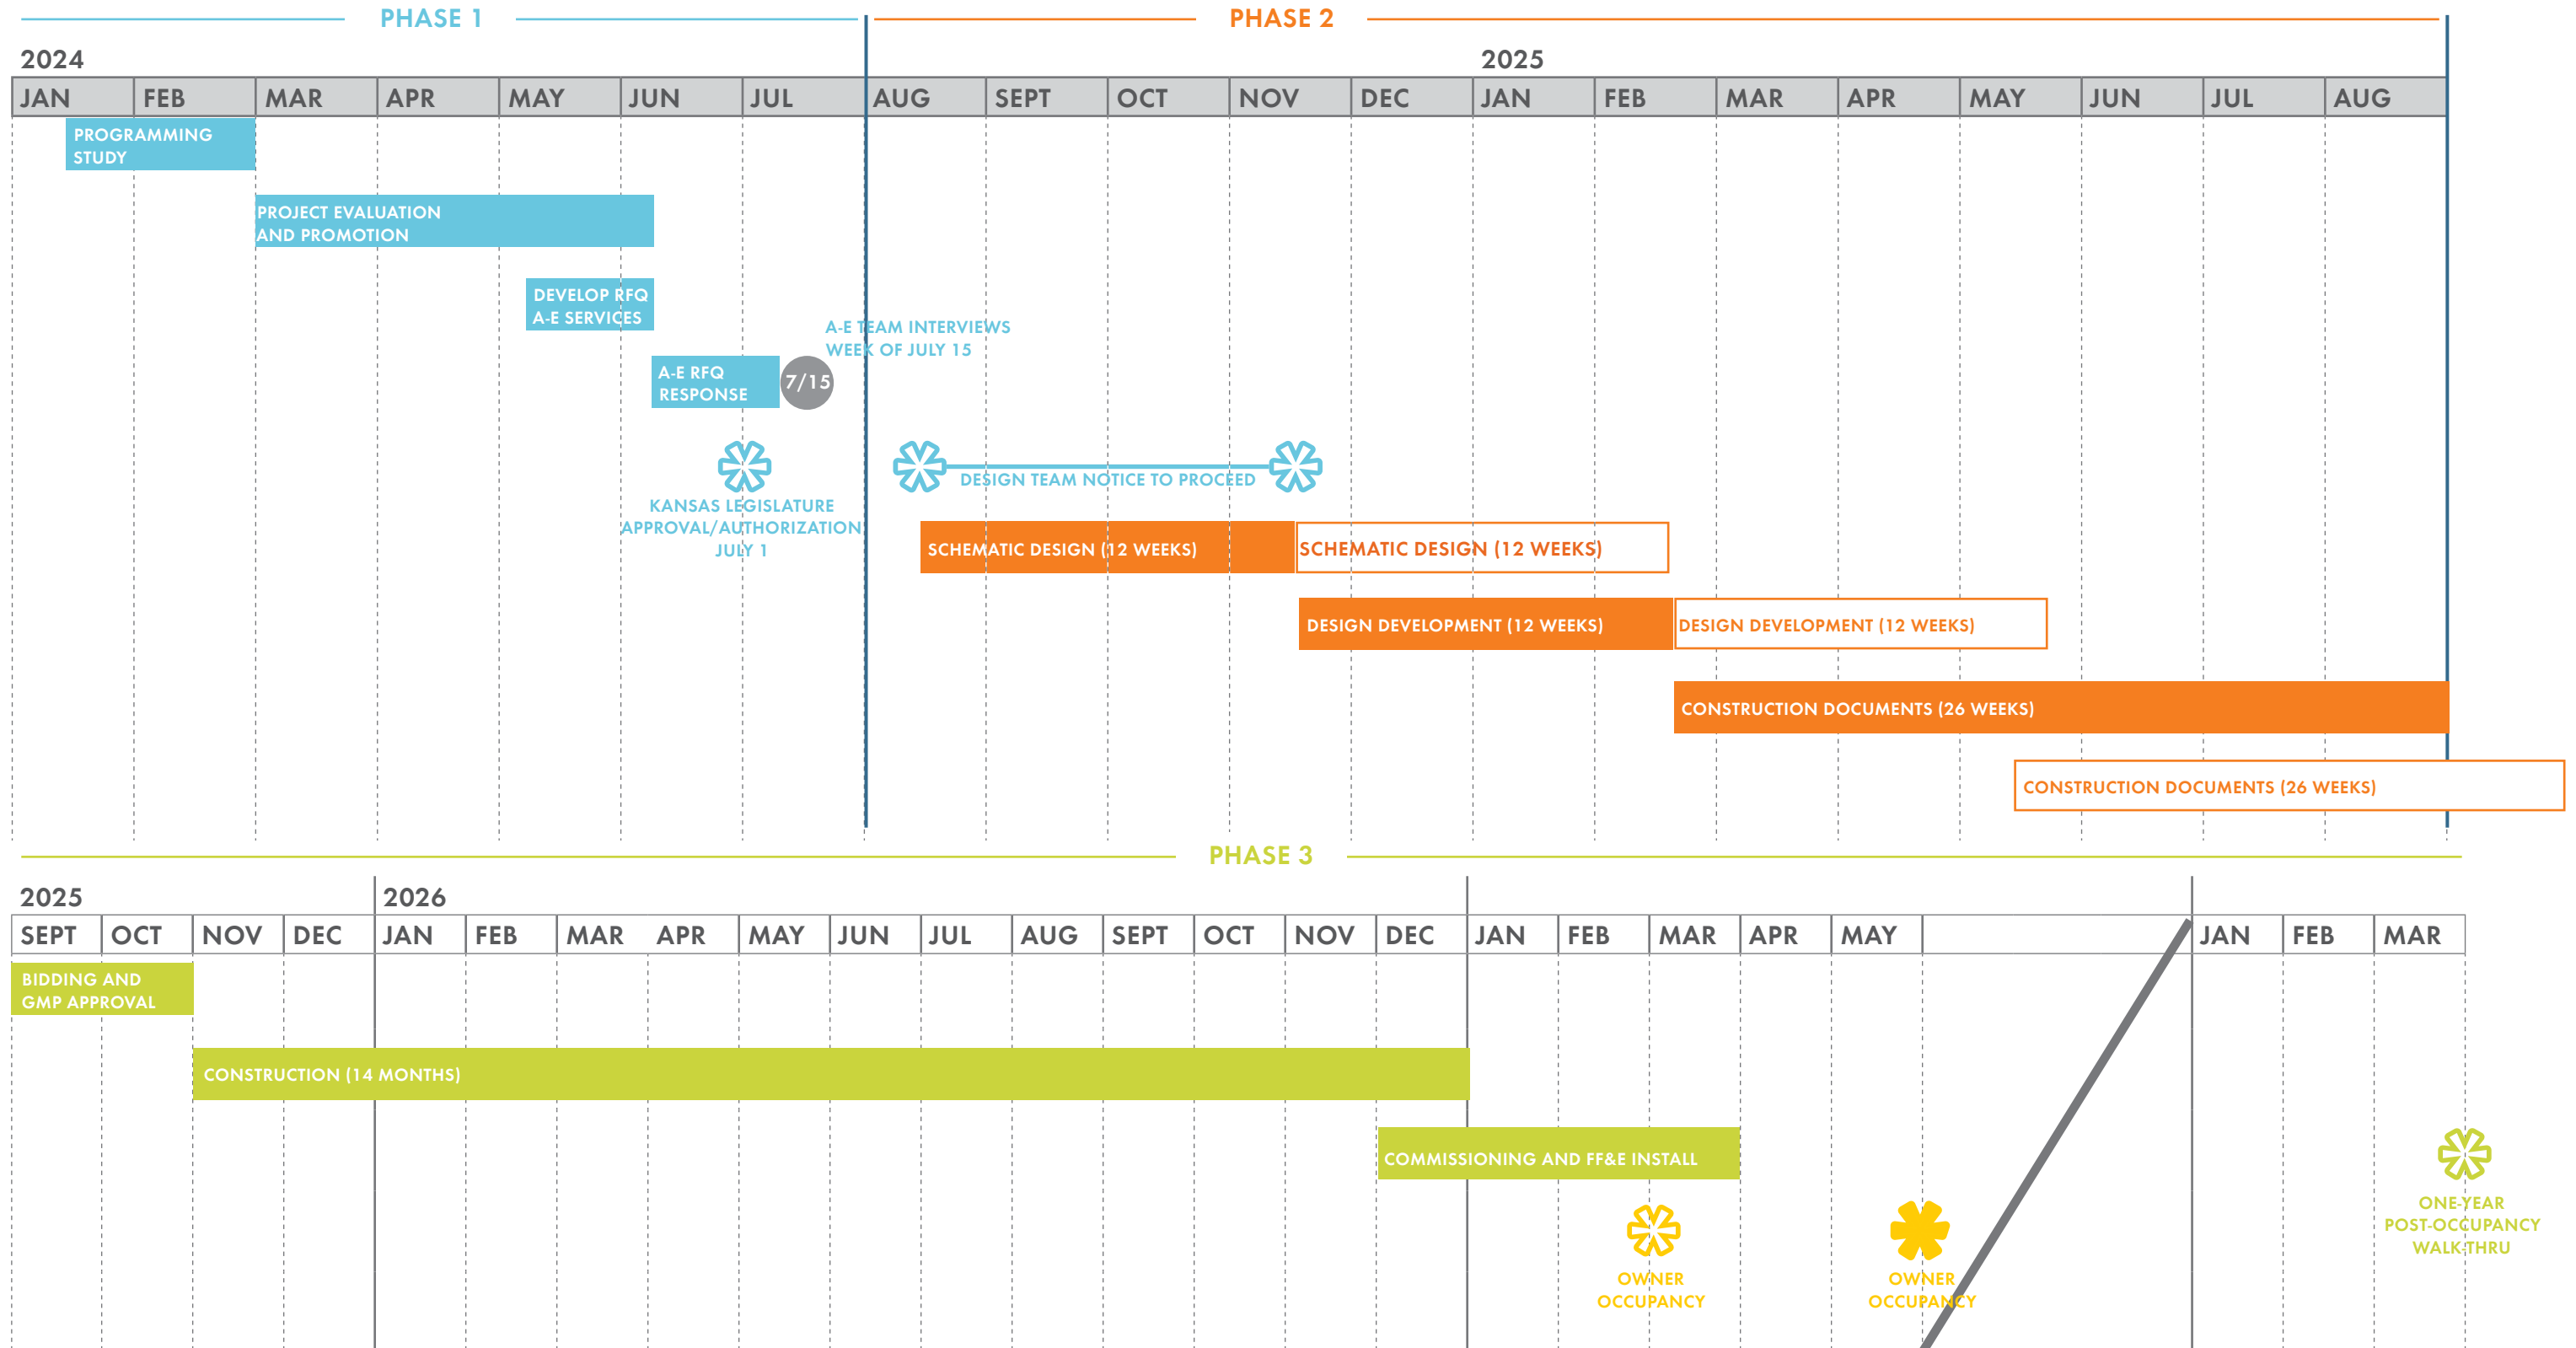 PHASE 1
PHASE 2
2024
2025
JAN FEB MAR APR MAY JUN JUL AUG SEPT OCT NOV DEC JAN FEB MAR APR MAY JUN JUL AUG
PROGRAMMING
STUDY
PROJECT EVALUATION
AND PROMOTION
DEVELOP RFQ
A-E SERVICES
A-E TEAM INTERVIEWS
WEEK OF JULY 15
A-E RFQ
RESPONSE
7/15
KANSAS LEGISLATURE
APPROVAL/AUTHORIZATION
JULY 1
DESIGN TEAM NOTICE TO PROCEED
SCHEMATIC DESIGN (12 WEEKS)
SCHEMATIC DESIGN (12 WEEKS)
DESIGN DEVELOPMENT (12 WEEKS)
DESIGN DEVELOPMENT (12 WEEKS)
CONSTRUCTION DOCUMENTS (26 WEEKS)
CONSTRUCTION DOCUMENTS (26 WEEKS)
PHASE 3
2025
2026
SEPT OCT NOV DEC JAN FEB MAR APR MAY JUN JUL AUG SEPT OCT NOV DEC JAN FEB MAR APR MAY JAN FEB MAR
BIDDING AND
GMP APPROVAL
CONSTRUCTION (14 MONTHS)
COMMISSIONING AND FF&E INSTALL
OWNER
OCCUPANCY
OWNER
OCCUPANCY
ONE-YEAR
POST-OCCUPANCY
WALK-THRU